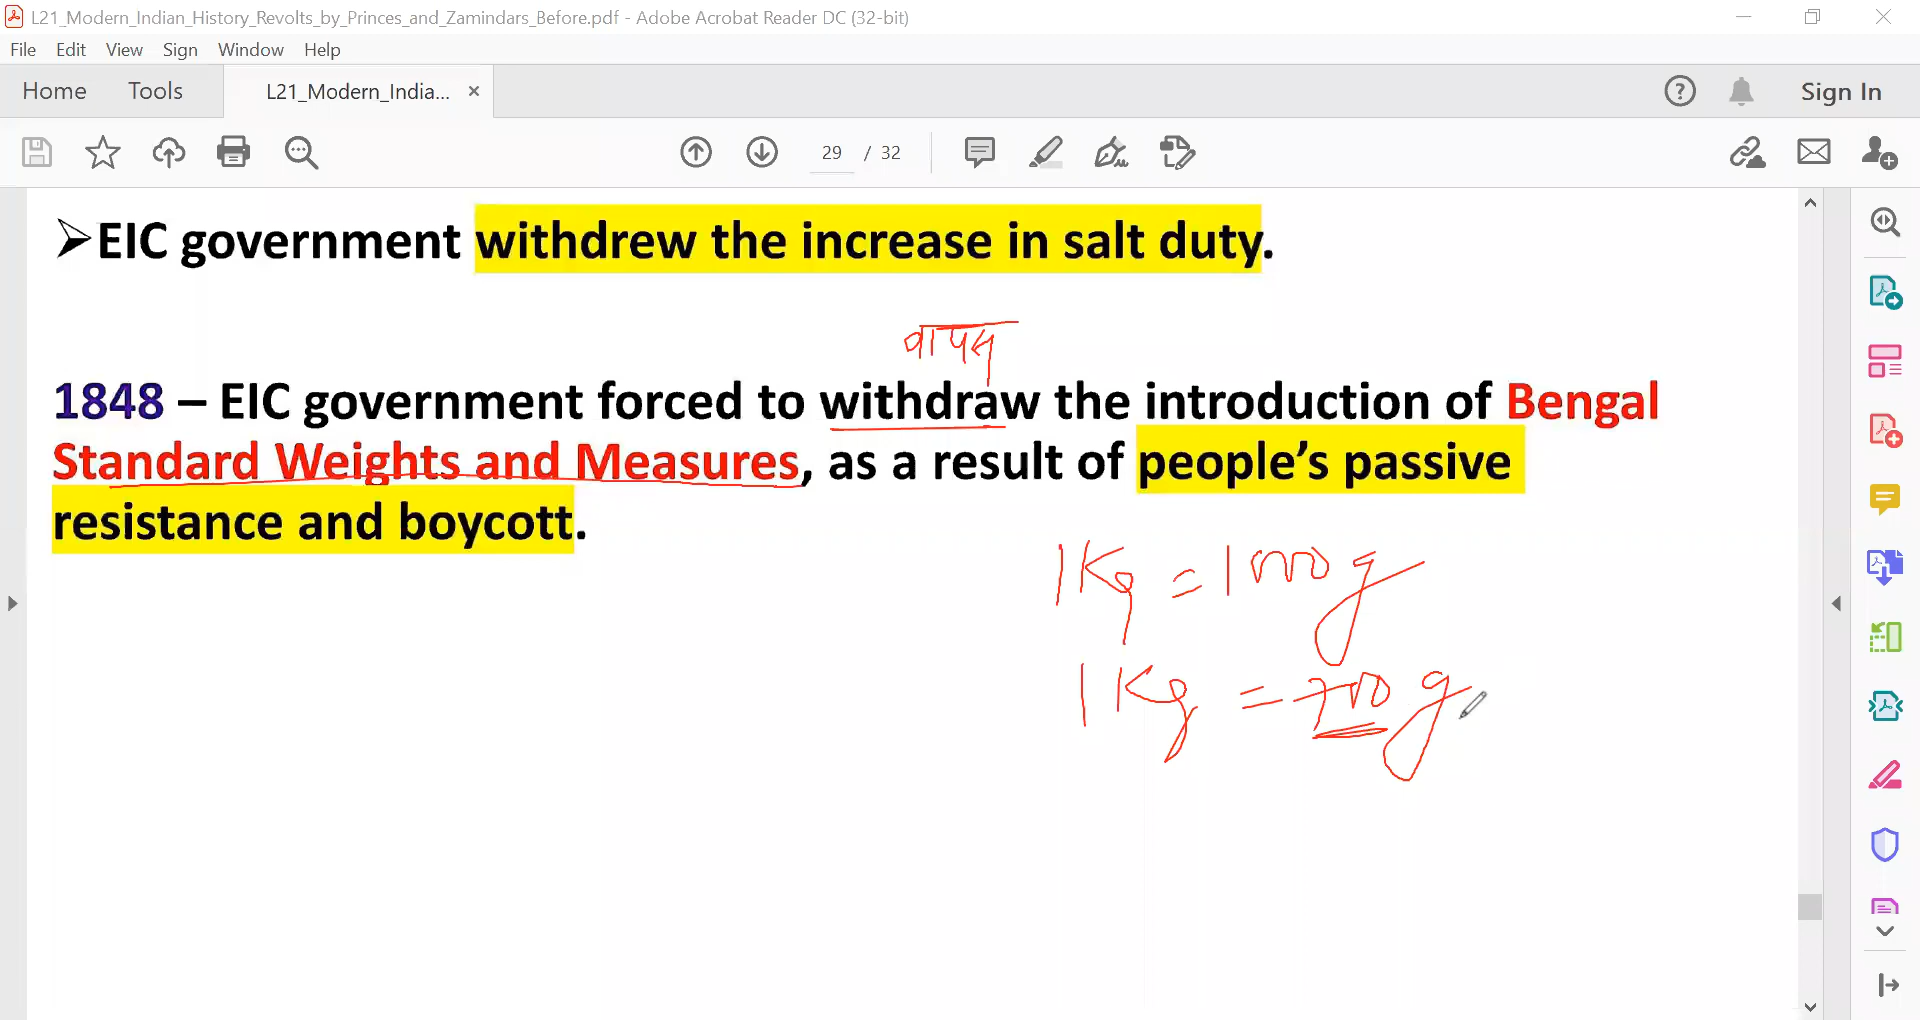 L21_Modern_Indian_History_Revolts_by_Princes_and_Zamindars_Before.pdf - Adobe Acrobat Reader DC (32-bit)
File Edit View Sign Window Help
Home Tools L21_Modern_India... × Sign In
29 / 32
➢EIC government withdrew the increase in salt duty.
वापस
1848 – EIC government forced to withdraw the introduction of Bengal
Standard Weights and Measures, as a result of people’s passive
resistance and boycott.
1Kg = 1000 g
1Kg = 700 g